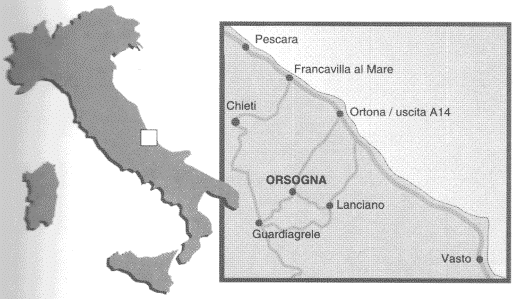 Pescara
Francavilla al Mare
Chieti
Ortona / uscita A14
ORSOGNA
Lanciano
Guardiagrele
Vasto